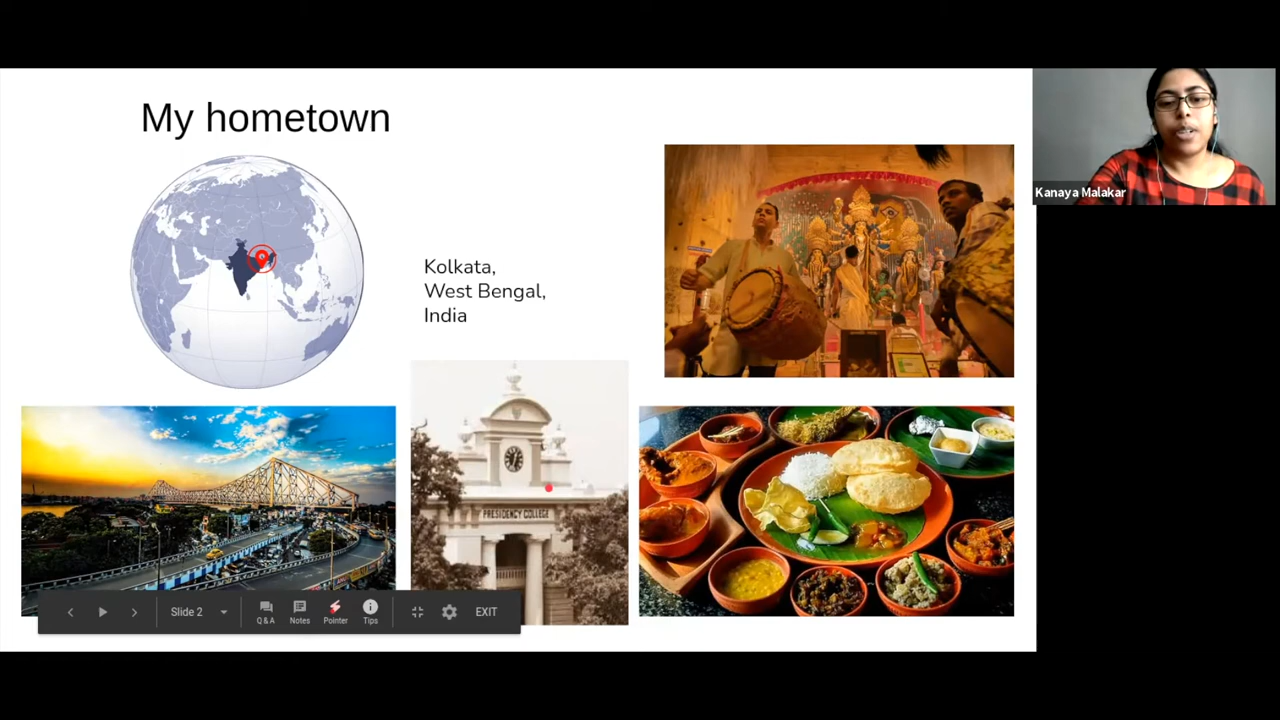 My hometown
Kolkata,
West Bengal,
India
PRESIDENCY COLLEGE
Kanaya Malakar
Slide 2
Q & A
Notes
Pointer
Tips
EXIT